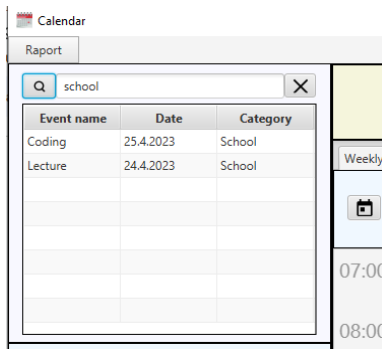 Calendar
Raport
school
Event name Date Category
Coding 25.4.2023 School
Lecture 24.4.2023 School
Weekly
07:00
08:00